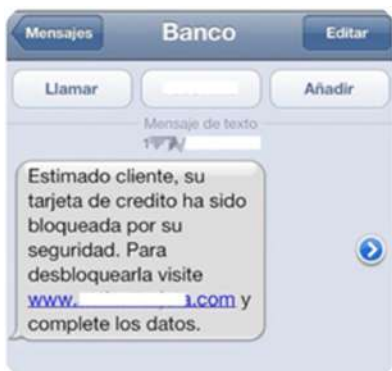 Mensajes Banco Editar
Llamar Añadir
Mensaje de texto
Estimado cliente, su
tarjeta de credito ha sido
bloqueada por su
seguridad. Para
desbloquearla visite
www. a.com y
complete los datos.